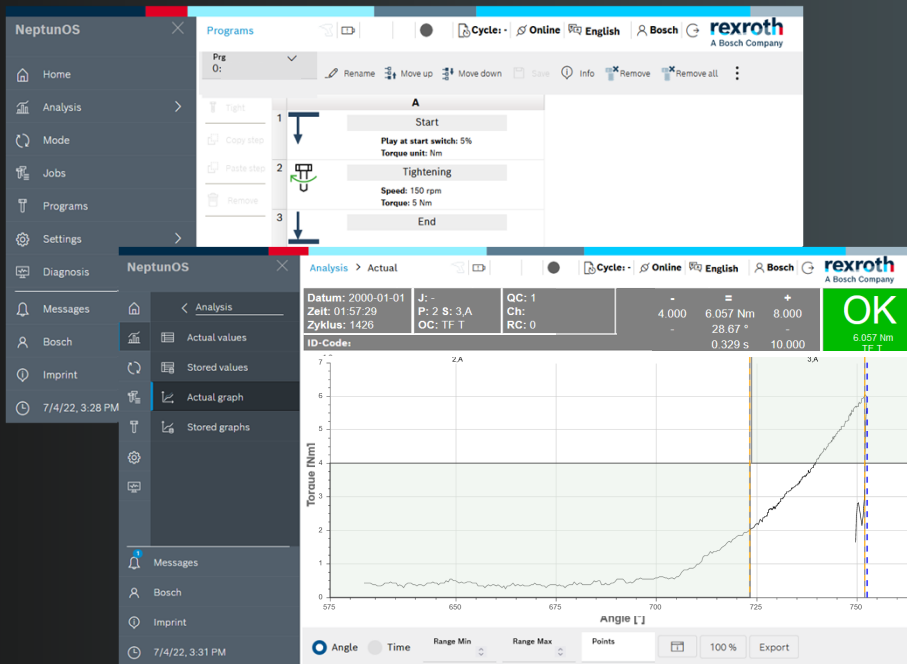 NeptunOS
Home
Analysis
Mode
Jobs
Programs
Settings
Diagnosis
Messages
Bosch
Imprint
7/4/22, 3:28 PM
Programs
Cycle: -
Online
English
Bosch
rexroth
A Bosch Company
Prg
0:
Rename
Move up
Move down
Save
Info
Remove
Remove all
Tight
Copy step
Paste step
Remove
A
1
Start
Play at start switch: 5%
Torque unit: Nm
2
Tightening
Speed: 150 rpm
Torque: 5 Nm
3
End
NeptunOS
Analysis
Actual values
Stored values
Actual graph
Stored graphs
1
Messages
Bosch
Imprint
7/4/22, 3:31 PM
Analysis > Actual
Cycle: -
Online
English
Bosch
rexroth
A Bosch Company
Datum: 2000-01-01
Zeit: 01:57:29
Zyklus: 1426
J: -
P: 2 S: 3,A
OC: TF T
QC: 1
Ch:
RC: 0
ID-Code:
- = +
4.000 6.057 Nm 8.000
- 28.67 ° -
0.329 s 10.000
OK
6.057 Nm
TF T
2,A 3,A
7
6
5
4
3
2
1
0
Torque [Nm]
575 650 675 700 725 750
Angle [°]
Angle
Time
Range Min
Range Max
Points
100 %
Export